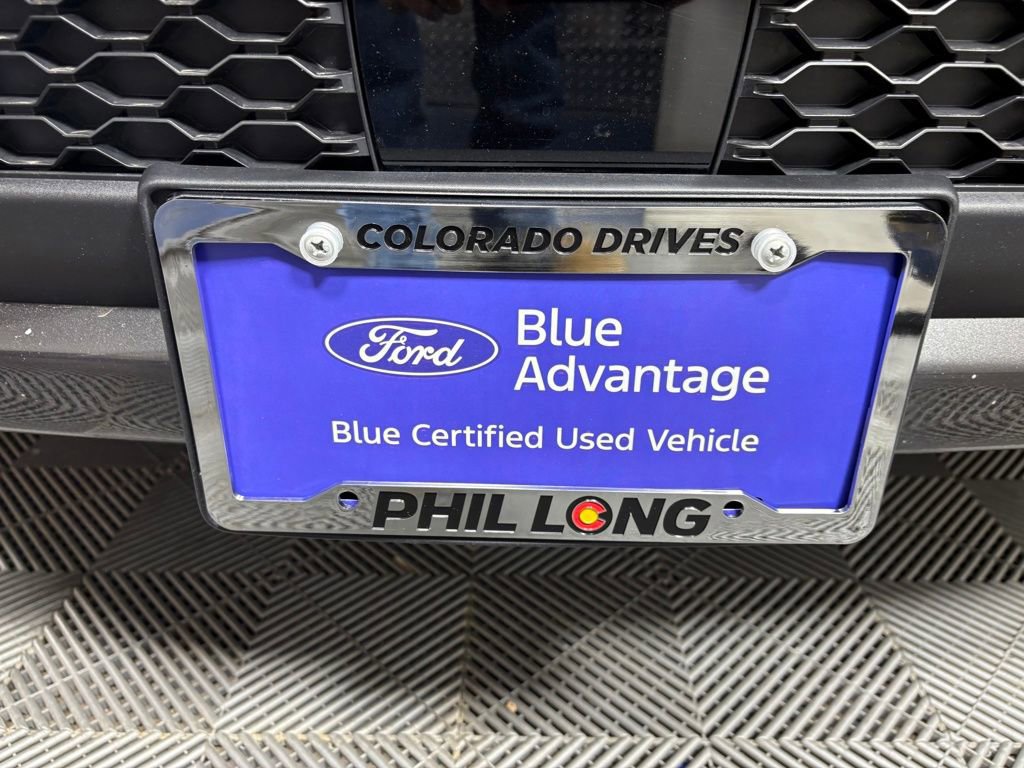 COLORADO DRIVES
Ford
Blue
Advantage
Blue Certified Used Vehicle
PHIL LONG